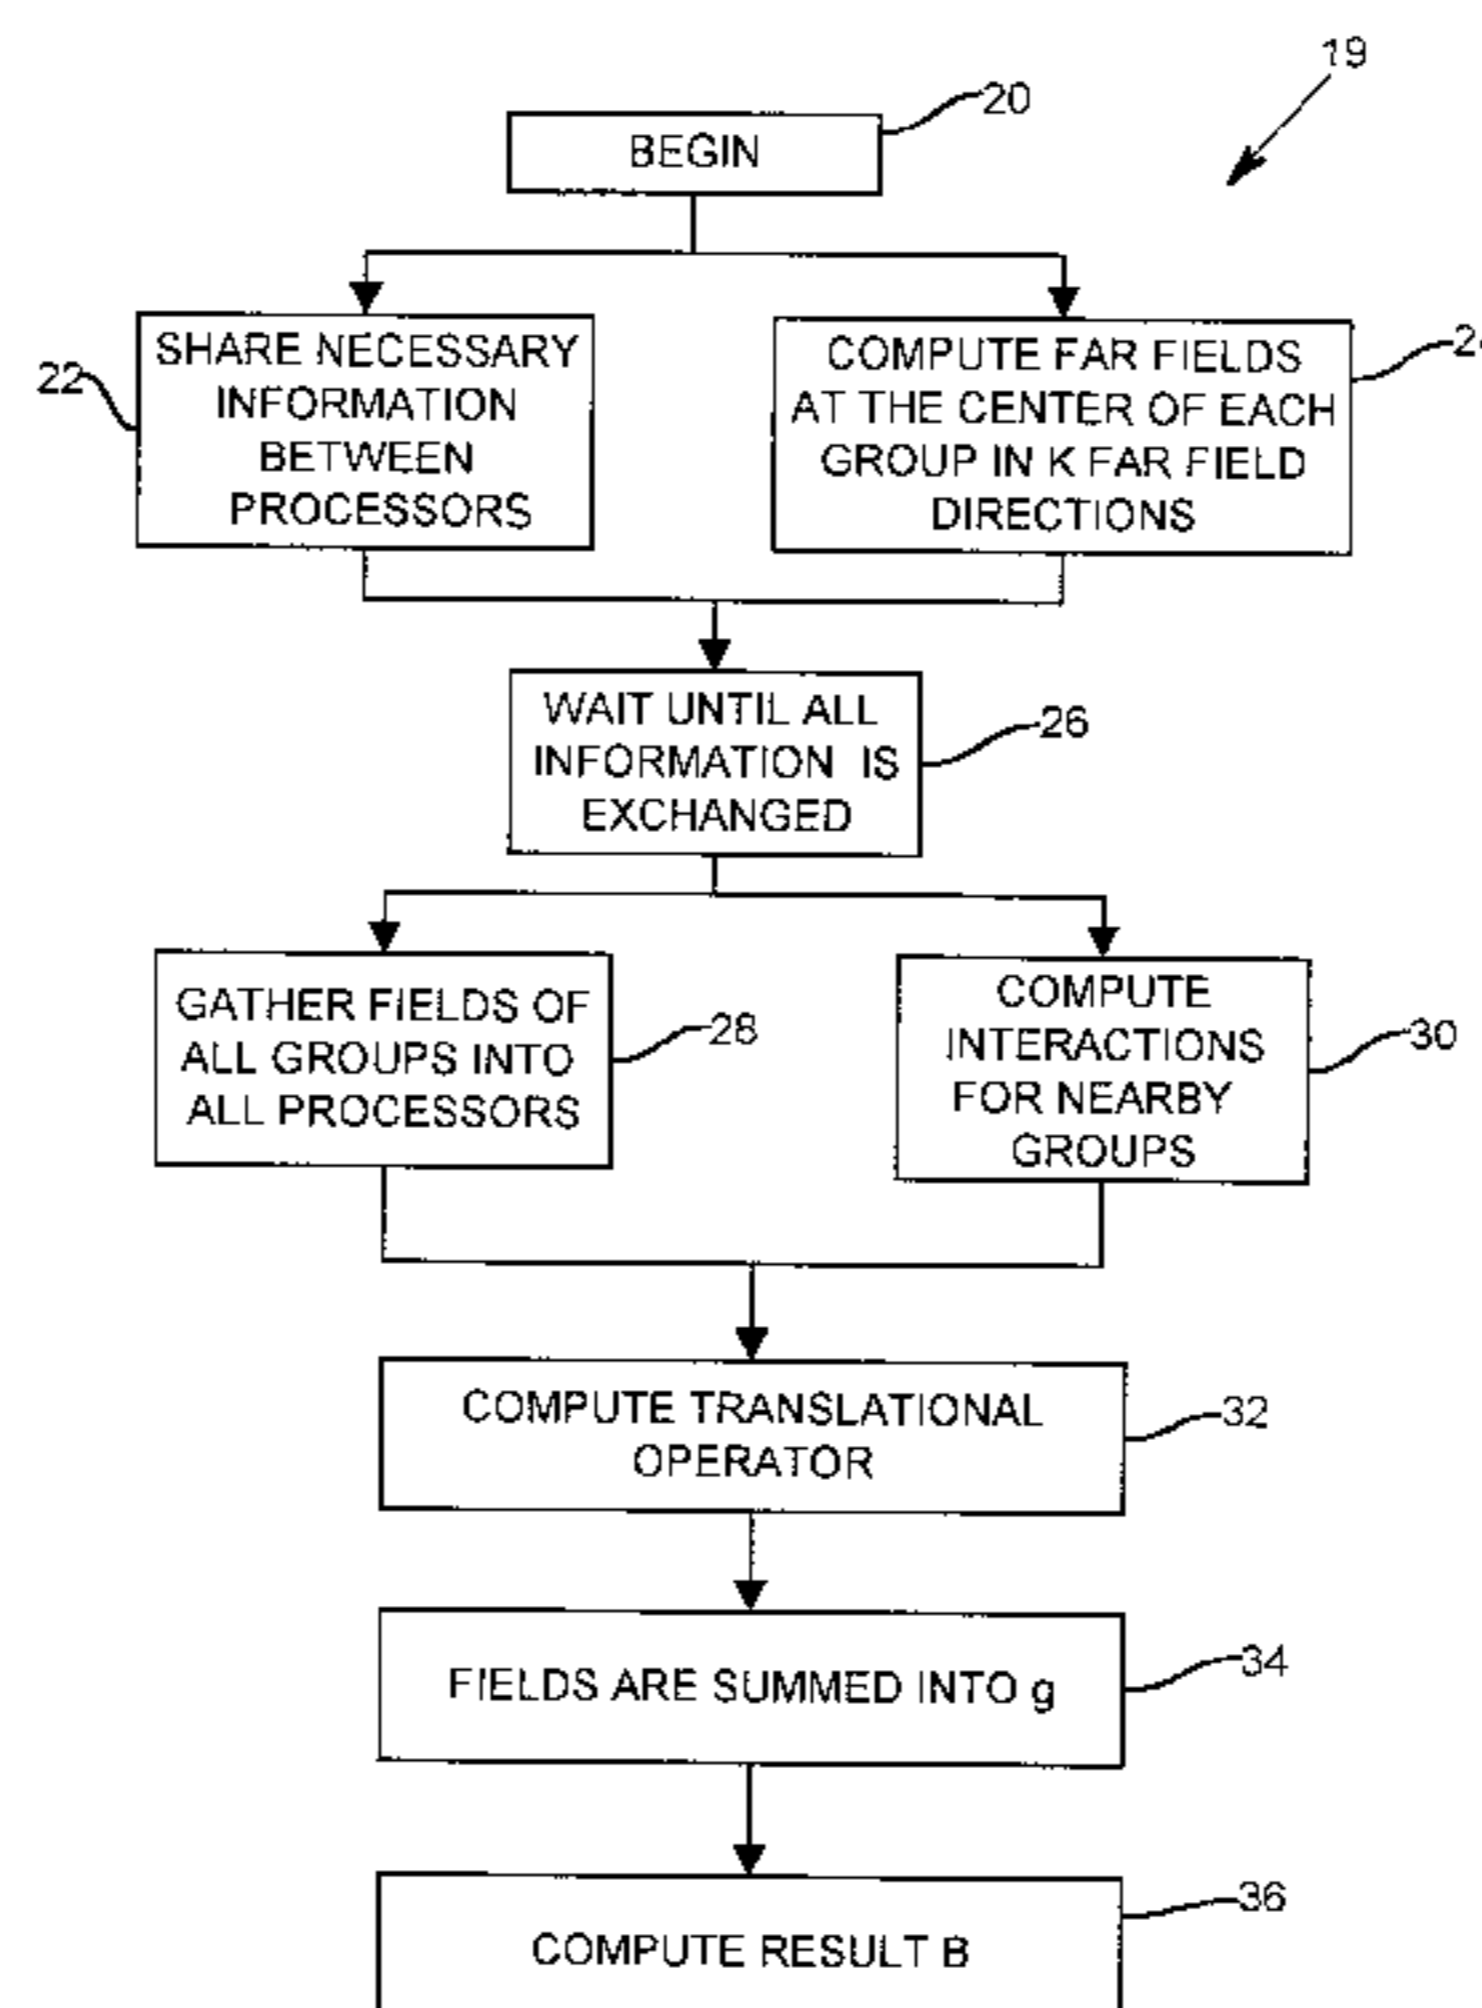 19
20
BEGIN
22
SHARE NECESSARY
INFORMATION
BETWEEN
PROCESSORS
COMPUTE FAR FIELDS
AT THE CENTER OF EACH
GROUP IN K FAR FIELD
DIRECTIONS
WAIT UNTIL ALL
INFORMATION IS
EXCHANGED
26
GATHER FIELDS OF
ALL GROUPS INTO
ALL PROCESSORS
28
COMPUTE
INTERACTIONS
FOR NEARBY
GROUPS
30
COMPUTE TRANSLATIONAL
OPERATOR
32
FIELDS ARE SUMMED INTO g
34
COMPUTE RESULT B
36